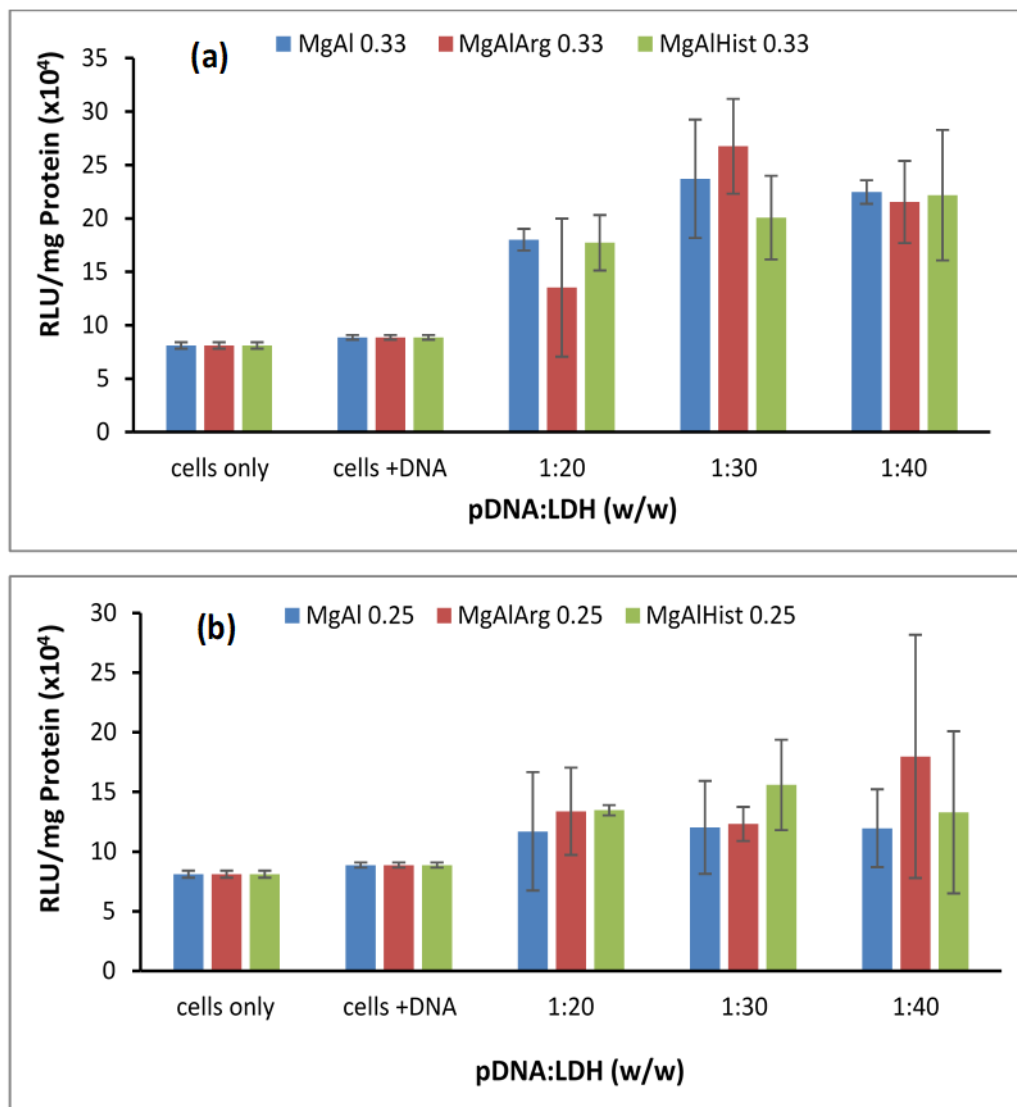 (a)
MgAl 0.33 MgAlArg 0.33 MgAlHist 0.33
RLU/mg Protein (x10⁴)
35
30
25
20
15
10
5
0
cells only cells +DNA 1:20 1:30 1:40
pDNA:LDH (w/w)
(b)
MgAl 0.25 MgAlArg 0.25 MgAlHist 0.25
RLU/mg Protein (x10⁴)
30
25
20
15
10
5
0
cells only cells +DNA 1:20 1:30 1:40
pDNA:LDH (w/w)